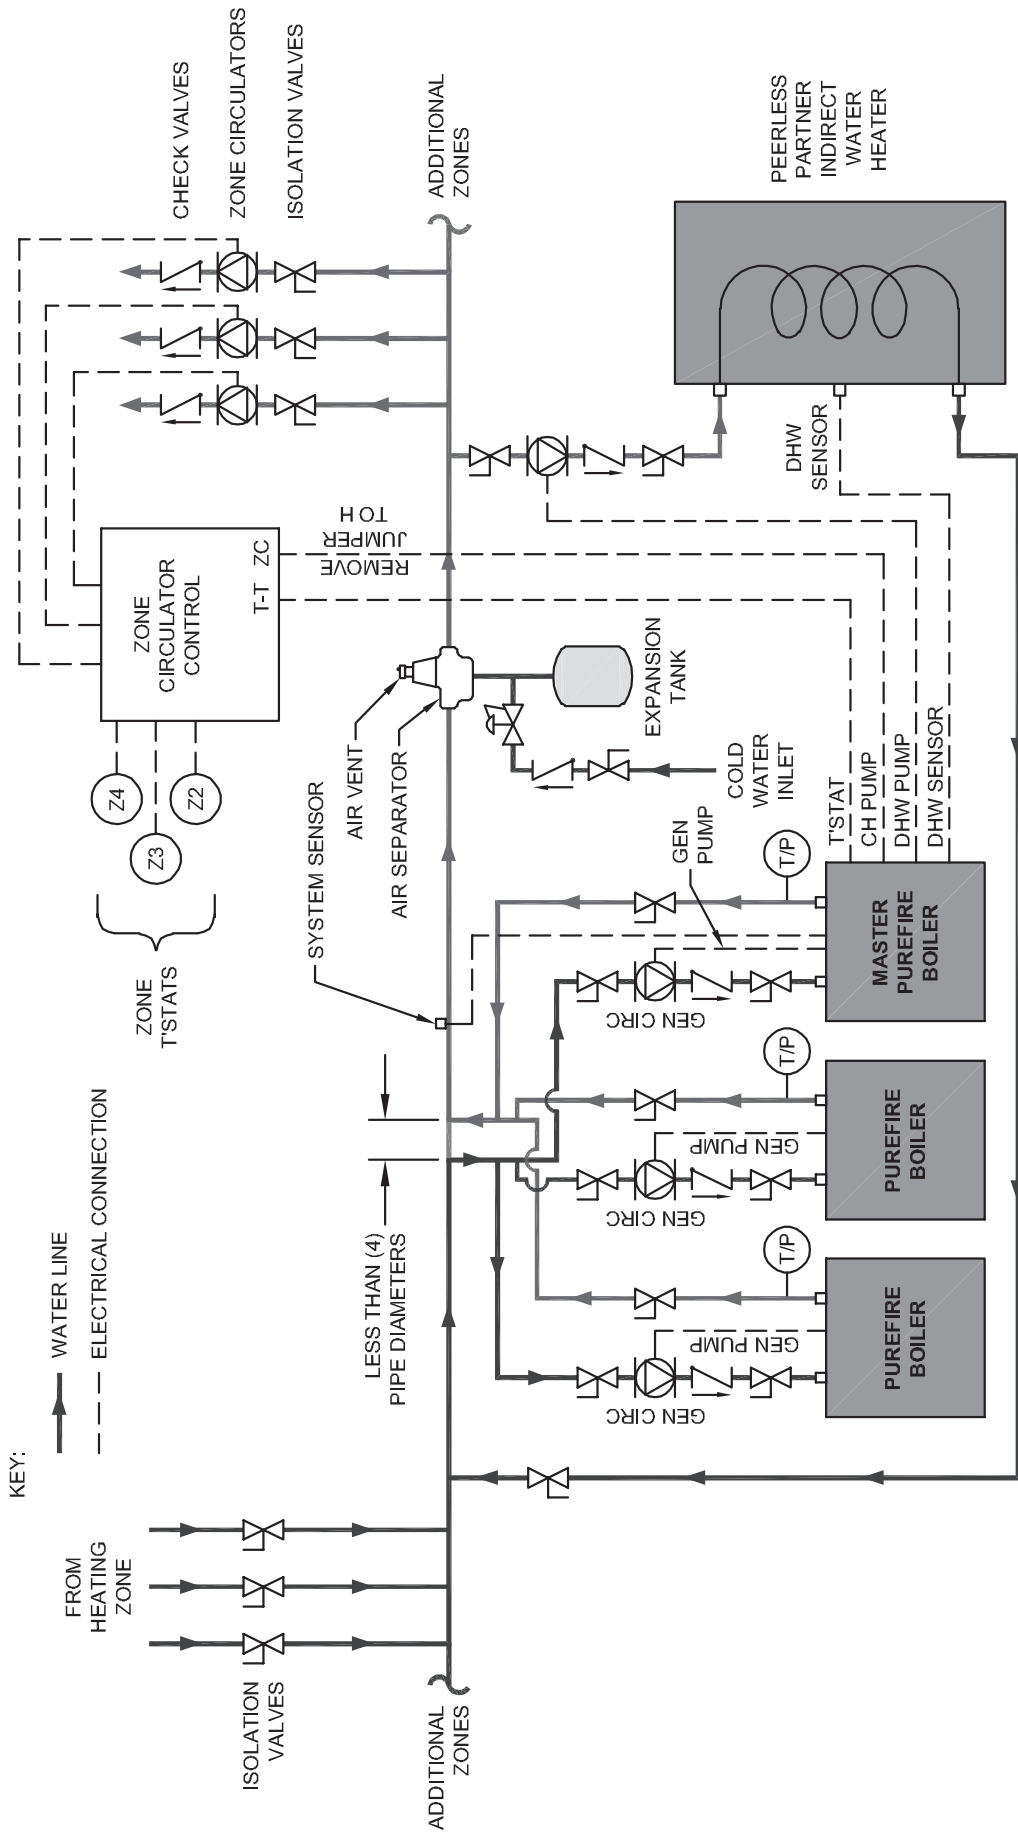 KEY:
WATER LINE
ELECTRICAL CONNECTION
FROM
HEATING
ZONE
ISOLATION
VALVES
ADDITIONAL
ZONES
ZONE
T'STATS
Z4
Z3
Z2
ZONE
CIRCULATOR
CONTROL
T-T
ZC
REMOVE
JUMPER
TO H
CHECK VALVES
ZONE CIRCULATORS
ISOLATION VALVES
ADDITIONAL
ZONES
LESS THAN (4)
PIPE DIAMETERS
SYSTEM SENSOR
AIR VENT
AIR SEPARATOR
EXPANSION
TANK
COLD
WATER
INLET
GEN
PUMP
GEN CIRC
GEN PUMP
T/P
PUREFIRE
BOILER
GEN CIRC
GEN PUMP
T/P
PUREFIRE
BOILER
GEN CIRC
T/P
MASTER
PUREFIRE
BOILER
T'STAT
CH PUMP
DHW PUMP
DHW SENSOR
DHW
SENSOR
PEERLESS
PARTNER
INDIRECT
WATER
HEATER